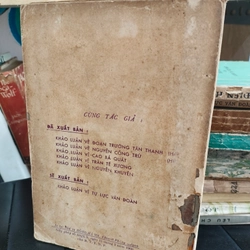 CÙNG TÁC GIẢ :
ĐÃ XUẤT BẢN :
KHẢO LUẬN VỀ ĐOẠN TRƯỜNG TÂN THANH
KHẢO LUẬN VỀ NGUYỄN CÔNG TRỨ
KHẢO LUẬN VỀ CAO BÁ QUÁT
KHẢO LUẬN VỀ TRẦN TẾ XƯƠNG
KHẢO LUẬN VỀ NGUYỄN KHUYẾN
SẼ XUẤT BẢN :
KHẢO LUẬN VỀ TỰ LỰC VĂN ĐOÀN